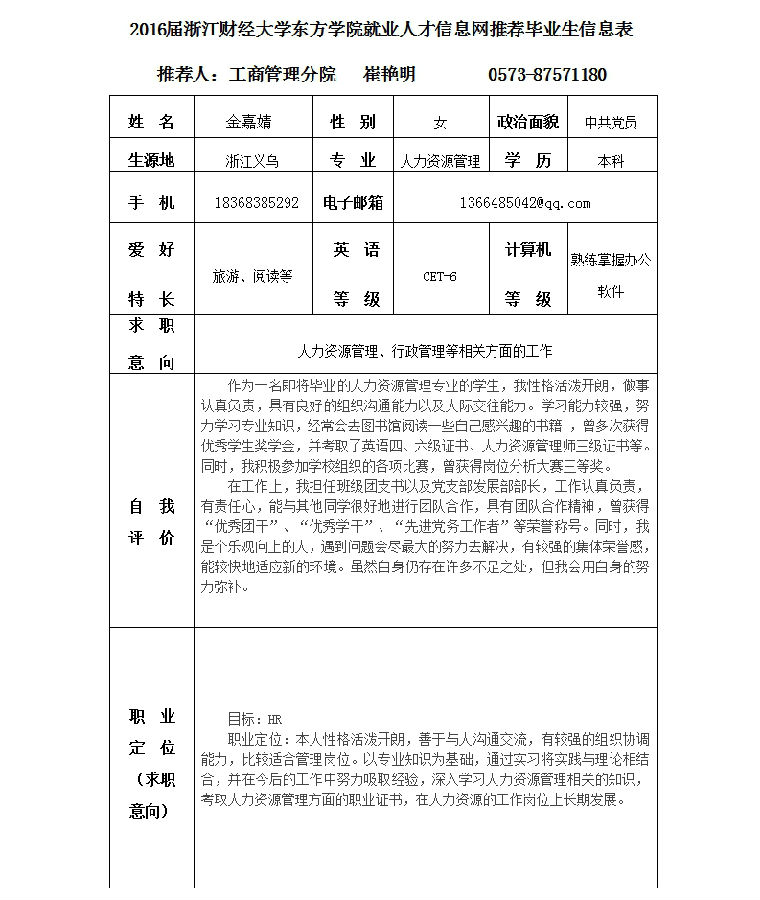 2016届浙江财经大学东方学院就业人才信息网推荐毕业生信息表
推荐人：工商管理分院 崔艳明 0573-87571180
姓 名 金嘉婧 性 别 女 政治面貌 中共党员
生源地 浙江义乌 专 业 人力资源管理 学 历 本科
手 机 18368385292 电子邮箱 1366485042@qq.com
爱 好 英 语 计算机
旅游、阅读等 CET-6 熟练掌握办公
特 长 等 级 等 级 软件
求 职
意 向 人力资源管理、行政管理等相关方面的工作
作为一名即将毕业的人力资源管理专业的学生，我性格活泼开朗，做事
认真负责，具有良好的组织沟通能力以及人际交往能力。学习能力较强，努
力学习专业知识，经常会去图书馆阅读一些自己感兴趣的书籍 ，曾多次获得
优秀学生奖学金，并考取了英语四、六级证书、人力资源管理师三级证书等。
同时，我积极参加学校组织的各项比赛，曾获得岗位分析大赛三等奖。
在工作上，我担任班级团支书以及党支部发展部部长，工作认真负责，
自 我
有责任心，能与其他同学很好地进行团队合作，具有团队合作精神，曾获得
“优秀团干”、“优秀学干”、“先进党务工作者”等荣誉称号。同时，我
评 价
是个乐观向上的人，遇到问题会尽最大的努力去解决，有较强的集体荣誉感，
能较快地适应新的环境。虽然自身仍存在许多不足之处，但我会用自身的努
力弥补。
职 业
定 位
（求职
意向）
目标：HR
职业定位：本人性格活泼开朗，善于与人沟通交流，有较强的组织协调
能力，比较适合管理岗位。以专业知识为基础，通过实习将实践与理论相结
合，并在今后的工作中努力吸取经验，深入学习人力资源管理相关的知识，
考取人力资源管理方面的职业证书，在人力资源的工作岗位上长期发展。